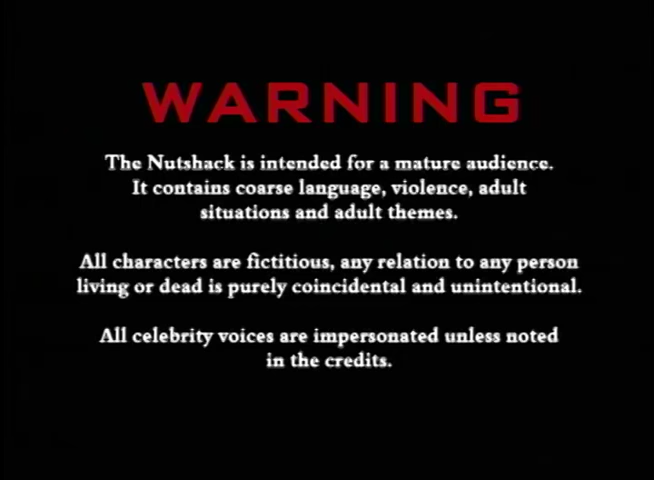 WARNING
The Nutshack is intended for a mature audience.
It contains coarse language, violence, adult
situations and adult themes.
All characters are fictitious, any relation to any person
living or dead is purely coincidental and unintentional.
All celebrity voices are impersonated unless noted
in the credits.